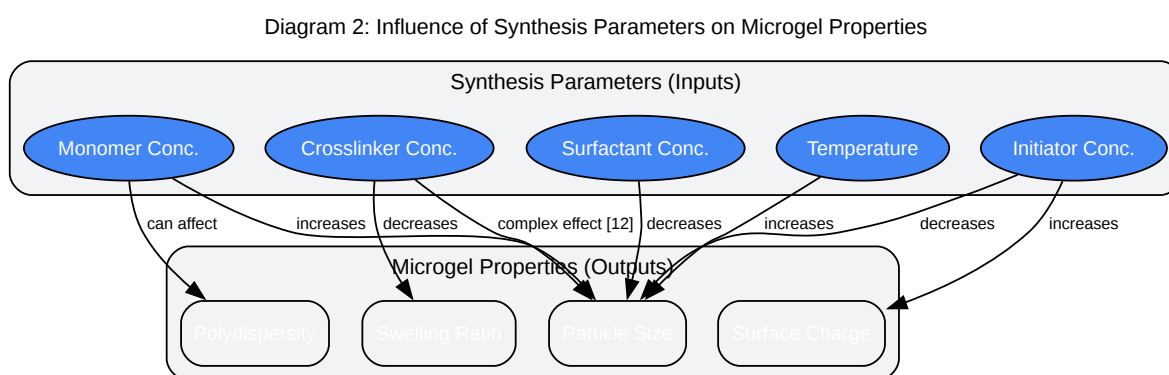 Diagram 2: Influence of Synthesis Parameters on Microgel Properties
Synthesis Parameters (Inputs)
Monomer Conc.
Crosslinker Conc.
Surfactant Conc.
Temperature
Initiator Conc.
can affect
increases
decreases
complex effect [12]
decreases
increases
decreases
increases
Microgel Properties (Outputs)
Polydispersity
Swelling Ratio
Particle Size
Surface Charge